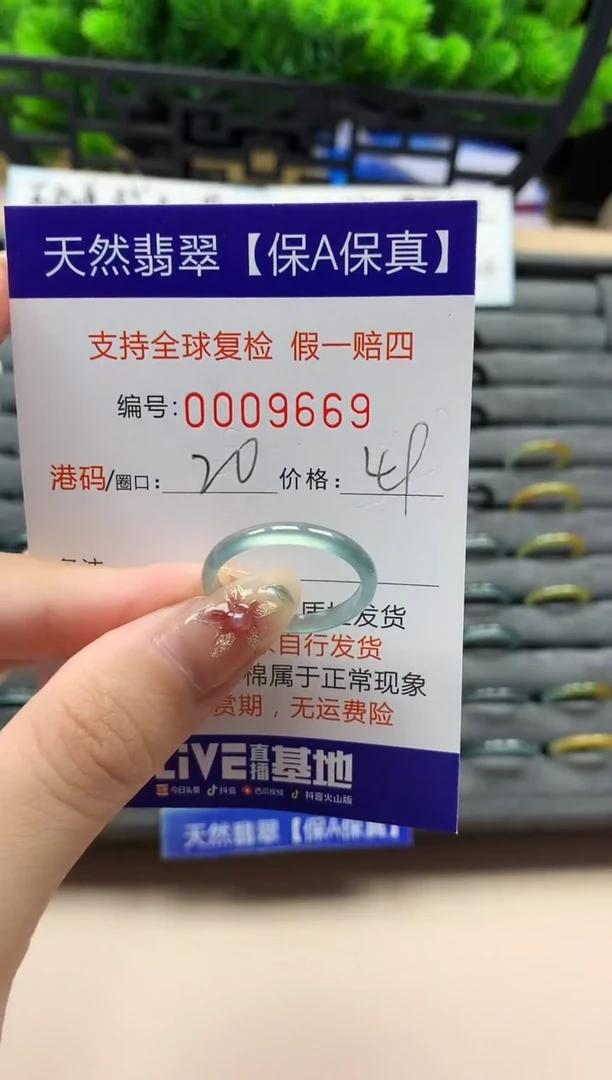 天然翡翠【保A保真】
支持全球复检 假一赔四
编号:0009669
港码/圈口: 20 价格:
发货
自行发货
棉属于正常现象
赏期，无运费险
LIVE直播基地
今日头条 抖音 西瓜视频 抖音火山版
天然翡翠【保A保真】